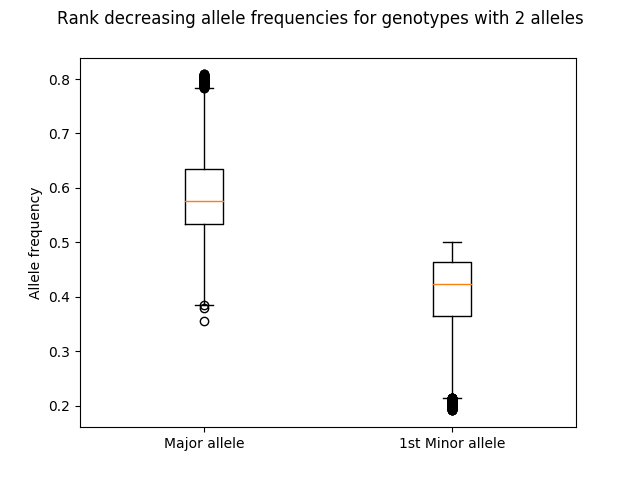 Rank decreasing allele frequencies for genotypes with 2 alleles
Allele frequency
0.8
0.7
0.6
0.5
0.4
0.3
0.2
Major allele
1st Minor allele